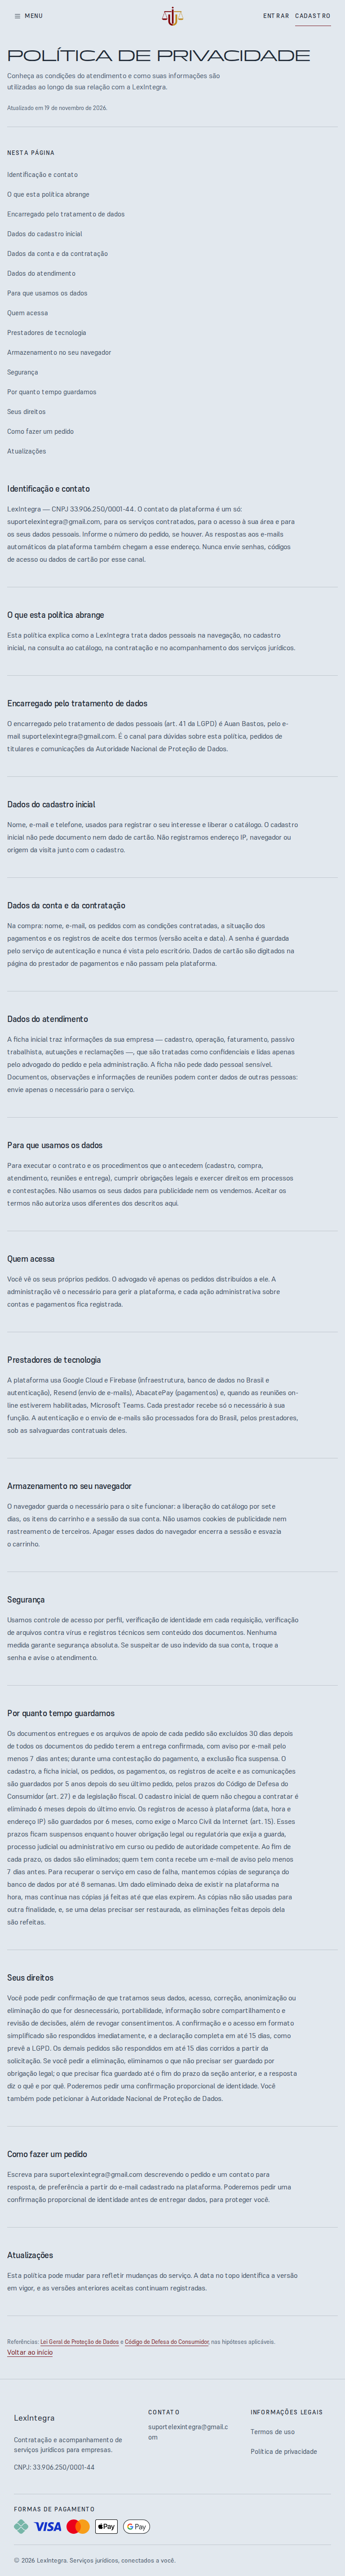 MENU
ENTRAR
CADASTRO
POLÍTICA DE PRIVACIDADE
Conheça as condições do atendimento e como suas informações são
utilizadas ao longo da sua relação com a LexIntegra.
Atualizado em 19 de novembro de 2026.
NESTA PÁGINA
Identificação e contato
O que esta política abrange
Encarregado pelo tratamento de dados
Dados do cadastro inicial
Dados da conta e da contratação
Dados do atendimento
Para que usamos os dados
Quem acessa
Prestadores de tecnologia
Armazenamento no seu navegador
Segurança
Por quanto tempo guardamos
Seus direitos
Como fazer um pedido
Atualizações
Identificação e contato
LexIntegra — CNPJ 33.906.250/0001-44. O contato da plataforma é um só:
suportelexintegra@gmail.com, para os serviços contratados, para o acesso à sua área e para
os seus dados pessoais. Informe o número do pedido, se houver. As respostas aos e-mails
automáticos da plataforma também chegam a esse endereço. Nunca envie senhas, códigos
de acesso ou dados de cartão por esse canal.
O que esta política abrange
Esta política explica como a LexIntegra trata dados pessoais na navegação, no cadastro
inicial, na consulta ao catálogo, na contratação e no acompanhamento dos serviços jurídicos.
Encarregado pelo tratamento de dados
O encarregado pelo tratamento de dados pessoais (art. 41 da LGPD) é Auan Bastos, pelo e-
mail suportelexintegra@gmail.com. É o canal para dúvidas sobre esta política, pedidos de
titulares e comunicações da Autoridade Nacional de Proteção de Dados.
Dados do cadastro inicial
Nome, e-mail e telefone, usados para registrar o seu interesse e liberar o catálogo. O cadastro
inicial não pede documento nem dado de cartão. Não registramos endereço IP, navegador ou
origem da visita junto com o cadastro.
Dados da conta e da contratação
Na compra: nome, e-mail, os pedidos com as condições contratadas, a situação dos
pagamentos e os registros de aceite dos termos (versão aceita e data). A senha é guardada
pelo serviço de autenticação e nunca é vista pelo escritório. Dados de cartão são digitados na
página do prestador de pagamentos e não passam pela plataforma.
Dados do atendimento
A ficha inicial traz informações da sua empresa — cadastro, operação, faturamento, passivo
trabalhista, autuações e reclamações —, que são tratadas como confidenciais e lidas apenas
pelo advogado do pedido e pela administração. A ficha não pede dado pessoal sensível.
Documentos, observações e informações de reuniões podem conter dados de outras pessoas:
envie apenas o necessário para o serviço.
Para que usamos os dados
Para executar o contrato e os procedimentos que o antecedem (cadastro, compra,
atendimento, reuniões e entrega), cumprir obrigações legais e exercer direitos em processos
e contestações. Não usamos os seus dados para publicidade nem os vendemos. Aceitar os
termos não autoriza usos diferentes dos descritos aqui.
Quem acessa
Você vê os seus próprios pedidos. O advogado vê apenas os pedidos distribuídos a ele. A
administração vê o necessário para gerir a plataforma, e cada ação administrativa sobre
contas e pagamentos fica registrada.
Prestadores de tecnologia
A plataforma usa Google Cloud e Firebase (infraestrutura, banco de dados no Brasil e
autenticação), Resend (envio de e-mails), AbacatePay (pagamentos) e, quando as reuniões on-
line estiverem habilitadas, Microsoft Teams. Cada prestador recebe só o necessário à sua
função. A autenticação e o envio de e-mails são processados fora do Brasil, pelos prestadores,
sob as salvaguardas contratuais deles.
Armazenamento no seu navegador
O navegador guarda o necessário para o site funcionar: a liberação do catálogo por sete
dias, os itens do carrinho e a sessão da sua conta. Não usamos cookies de publicidade nem
rastreamento de terceiros. Apagar esses dados do navegador encerra a sessão e esvazia
o carrinho.
Segurança
Usamos controle de acesso por perfil, verificação de identidade em cada requisição, verificação
de arquivos contra vírus e registros técnicos sem conteúdo dos documentos. Nenhuma
medida garante segurança absoluta. Se suspeitar de uso indevido da sua conta, troque a
senha e avise o atendimento.
Por quanto tempo guardamos
Os documentos entregues e os arquivos de apoio de cada pedido são excluídos 30 dias depois
de todos os documentos do pedido terem a entrega confirmada, com aviso por e-mail pelo
menos 7 dias antes; durante uma contestação do pagamento, a exclusão fica suspensa. O
cadastro, a ficha inicial, os pedidos, os pagamentos, os registros de aceite e as comunicações
são guardados por 5 anos depois do seu último pedido, pelos prazos do Código de Defesa do
Consumidor (art. 27) e da legislação fiscal. O cadastro inicial de quem não chegou a contratar é
eliminado 6 meses depois do último envio. Os registros de acesso à plataforma (data, hora e
endereço IP) são guardados por 6 meses, como exige o Marco Civil da Internet (art. 15). Esses
prazos ficam suspensos enquanto houver obrigação legal ou regulatória que exija a guarda,
processo judicial ou administrativo em curso ou pedido de autoridade competente. Ao fim de
cada prazo, os dados são eliminados; quem tem conta recebe um e-mail de aviso pelo menos
7 dias antes. Para recuperar o serviço em caso de falha, mantemos cópias de segurança do
banco de dados por até 8 semanas. Um dado eliminado deixa de existir na plataforma na
hora, mas continua nas cópias já feitas até que elas expirem. As cópias não são usadas para
outra finalidade, e, se uma delas precisar ser restaurada, as eliminações feitas depois dela
são refeitas.
Seus direitos
Você pode pedir confirmação de que tratamos seus dados, acesso, correção, anonimização ou
eliminação do que for desnecessário, portabilidade, informação sobre compartilhamento e
revisão de decisões, além de revogar consentimentos. A confirmação e o acesso em formato
simplificado são respondidos imediatamente, e a declaração completa em até 15 dias, como
prevê a LGPD. Os demais pedidos são respondidos em até 15 dias corridos a partir da
solicitação. Se você pedir a eliminação, eliminamos o que não precisar ser guardado por
obrigação legal; o que precisar fica guardado até o fim do prazo da seção anterior, e a resposta
diz o quê e por quê. Poderemos pedir uma confirmação proporcional de identidade. Você
também pode peticionar à Autoridade Nacional de Proteção de Dados.
Como fazer um pedido
Escreva para suportelexintegra@gmail.com descrevendo o pedido e um contato para
resposta, de preferência a partir do e-mail cadastrado na plataforma. Poderemos pedir uma
confirmação proporcional de identidade antes de entregar dados, para proteger você.
Atualizações
Esta política pode mudar para refletir mudanças do serviço. A data no topo identifica a versão
em vigor, e as versões anteriores aceitas continuam registradas.
Referências: Lei Geral de Proteção de Dados e Código de Defesa do Consumidor, nas hipóteses aplicáveis.
Voltar ao início
LexIntegra
Contratação e acompanhamento de
serviços jurídicos para empresas.
CNPJ: 33.906.250/0001-44
CONTATO
suportelexintegra@gmail.c
om
INFORMAÇÕES LEGAIS
Termos de uso
Política de privacidade
FORMAS DE PAGAMENTO
VISA
Pay
G Pay
© 2026 LexIntegra. Serviços jurídicos, conectados a você.